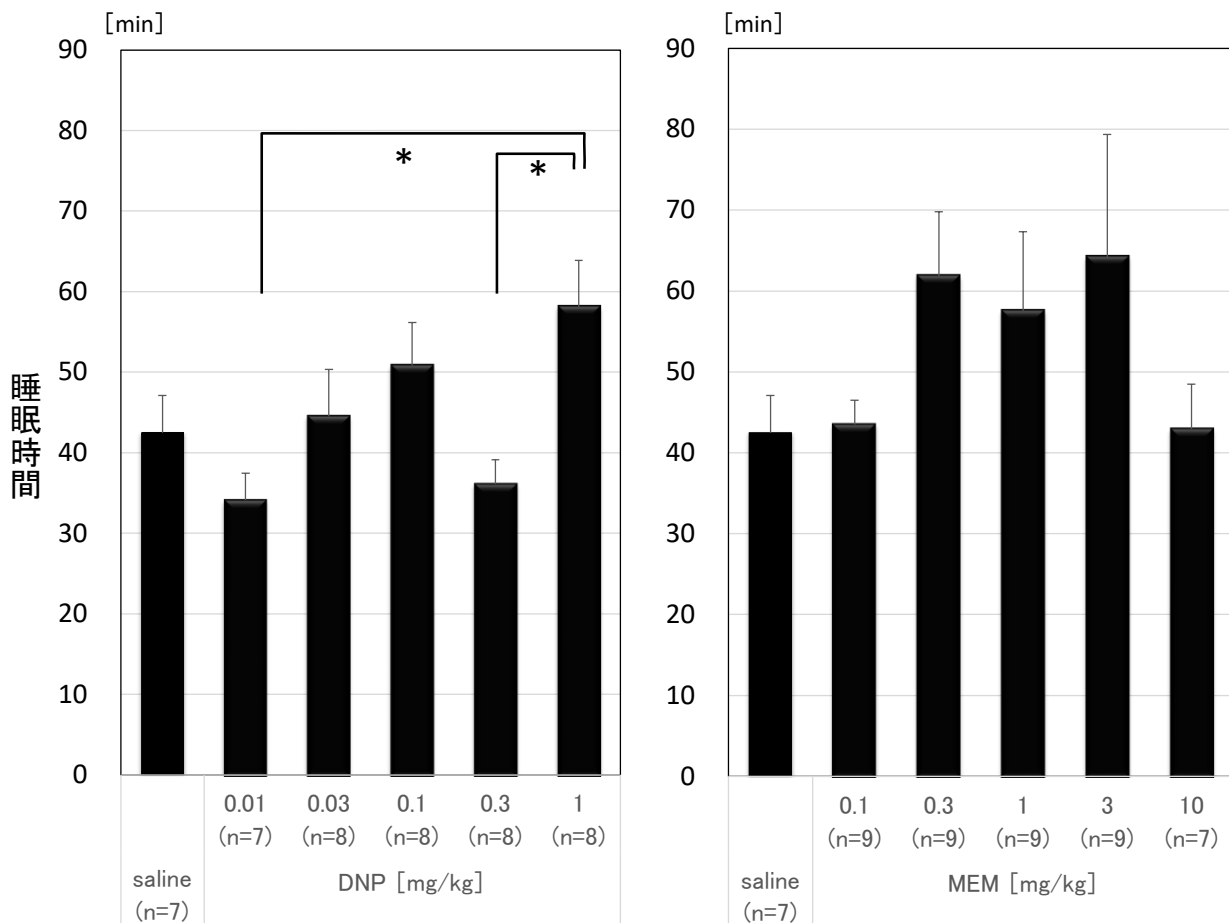 [min]
90
80
70
60
50
40
30
20
10
0
睡眠時間
*
*
0.01 0.03 0.1 0.3 1
(n=7) (n=8) (n=8) (n=8) (n=8)
saline
(n=7)
DNP [mg/kg]
[min]
90
80
70
60
50
40
30
20
10
0
0.1 0.3 1 3 10
(n=9) (n=9) (n=9) (n=9) (n=7)
saline
(n=7)
MEM [mg/kg]